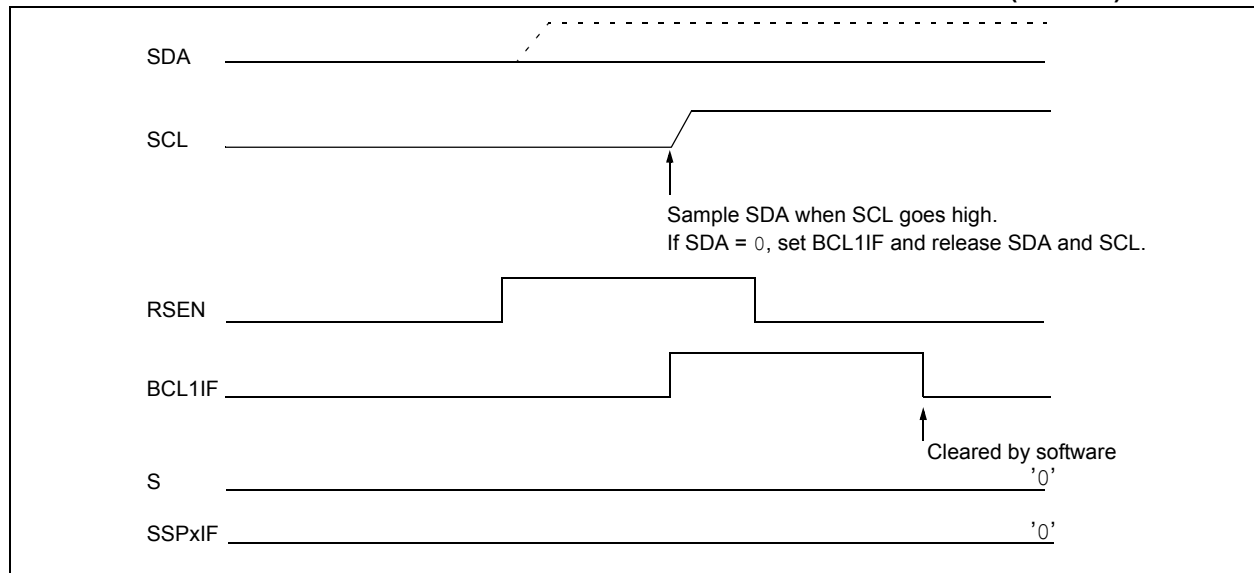 SDA
SCL
Sample SDA when SCL goes high.
If SDA = 0, set BCL1IF and release SDA and SCL.
RSEN
BCL1IF
Cleared by software
S
'0'
SSPxIF
'0'